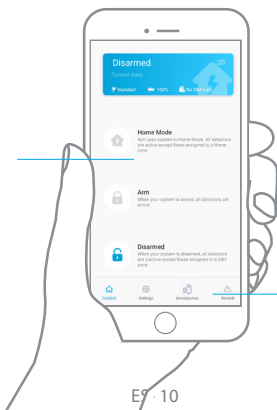 Disarmed
Current state
Standard 100% No SIM Card
Home Mode
Arm your system in Home Mode. All detectors
are active except those assigned to a Home
zone.
Arm
When your system is armed, all detectors are
active.
Disarmed
When your system is disarmed, all detectors
are inactive except those assigned to a 24H
zone.
Control Settings Accessories Record
ES · 10